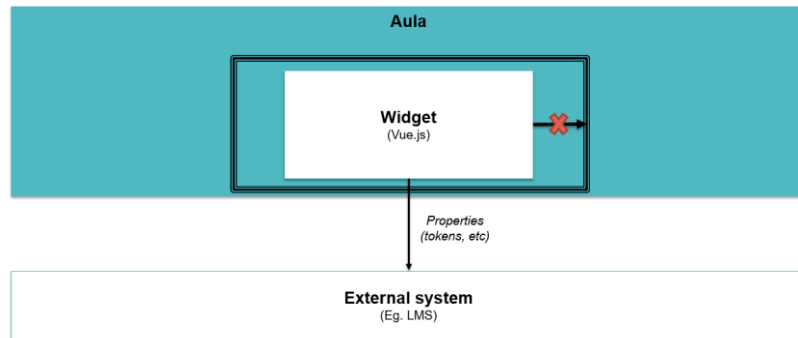 Aula
Widget
(Vue.js)
Properties
(tokens, etc)
External system
(Eg. LMS)